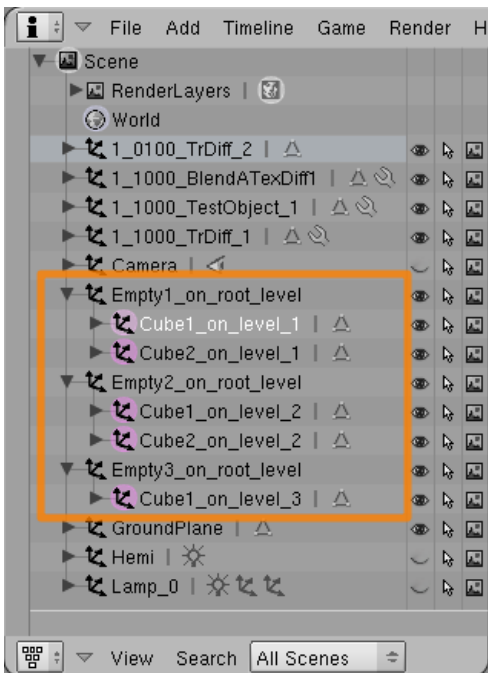 File Add Timeline Game Render H
Scene
RenderLayers |
World
1_0100_TrDiff_2 |
1_1000_BlendATexDiff1 |
1_1000_TestObject_1 |
1_1000_TrDiff_1 |
Camera |
Empty1_on_root_level
Cube1_on_level_1 |
Cube2_on_level_1 |
Empty2_on_root_level
Cube1_on_level_2 |
Cube2_on_level_2 |
Empty3_on_root_level
Cube1_on_level_3 |
GroundPlane |
Hemi |
Lamp_0 |
View Search All Scenes